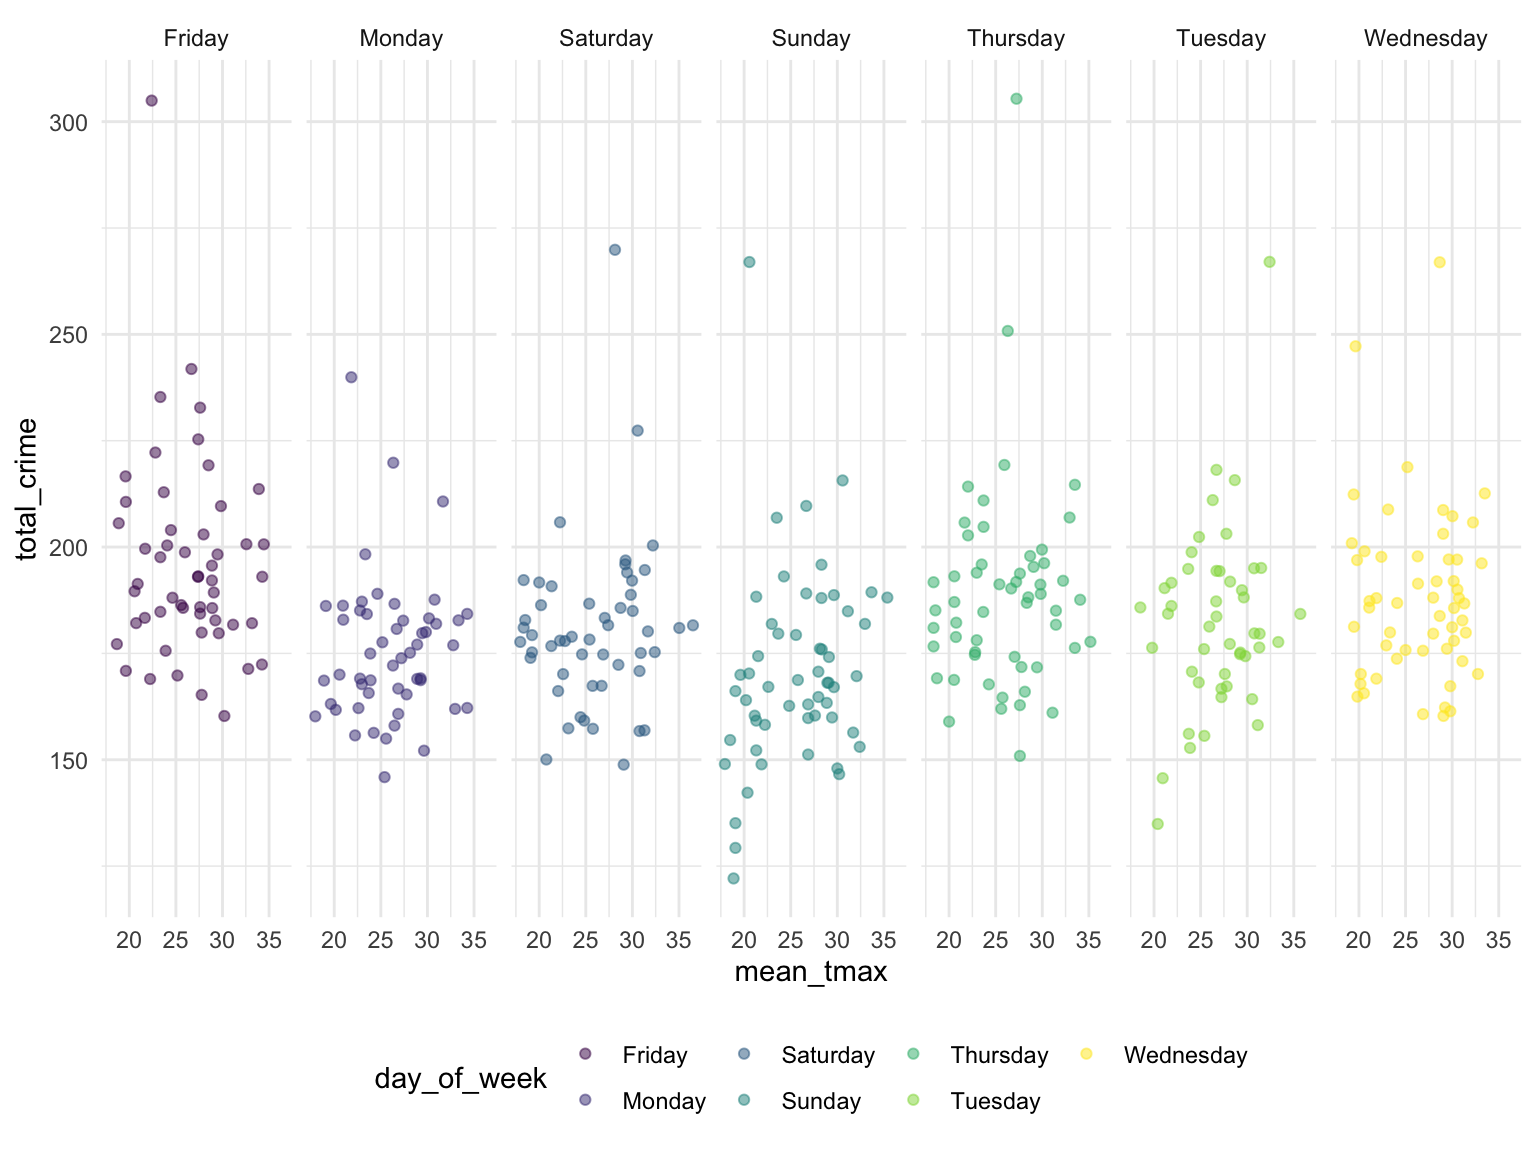 Friday Monday Saturday Sunday Thursday Tuesday Wednesday
300
250
200
150
total_crime
20 25 30 35 20 25 30 35 20 25 30 35 20 25 30 35 20 25 30 35 20 25 30 35 20 25 30 35
mean_tmax
day_of_week
Friday Saturday Thursday Wednesday
Monday Sunday Tuesday